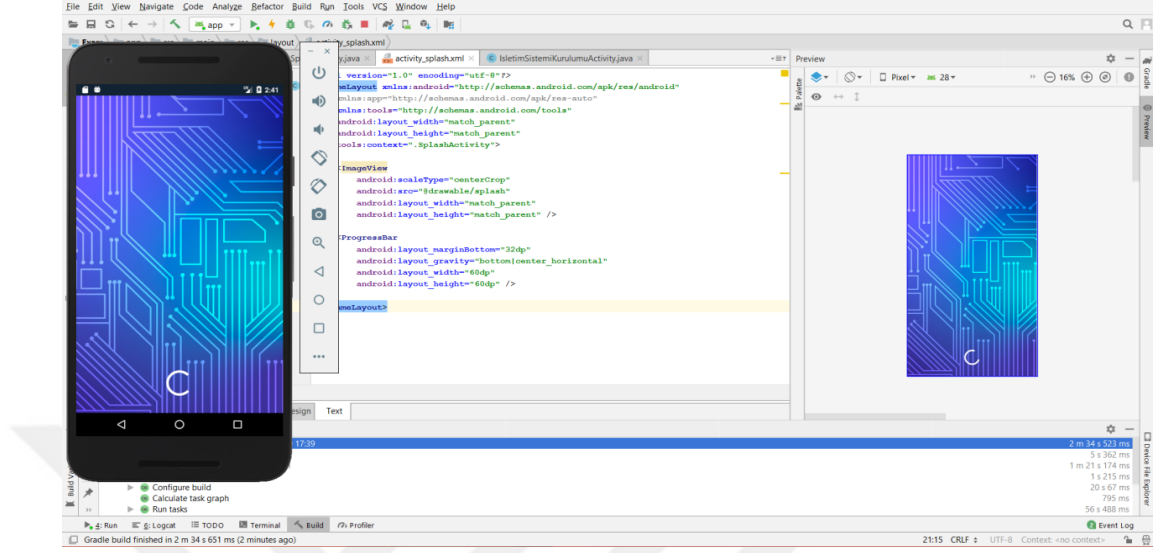 File Edit View Navigate Code Analyze Refactor Build Run Tools VCS Window Help
app
layout activity_splash.xml
Sp y.java activity_splash.xml IsletimSistemiKurulumuActivity.java
Preview
Pixel 28 16%
Palette
Gradle
Preview
2:41
l version="1.0" encoding="utf-8"?>
meLayout xmlns:android="http://schemas.android.com/apk/res/android"
xmlns:app="http://schemas.android.com/apk/res-auto"
xmlns:tools="http://schemas.android.com/tools"
android:layout_width="match_parent"
android:layout_height="match_parent"
tools:context=".SplashActivity">
<ImageView
android:scaleType="centerCrop"
android:src="@drawable/splash"
android:layout_width="match_parent"
android:layout_height="match_parent" />
<ProgressBar
android:layout_marginBottom="32dp"
android:layout_gravity="bottom|center_horizontal"
android:layout_width="60dp"
android:layout_height="60dp" />
meLayout>
esign Text
17:39 2 m 34 s 523 ms
5 s 362 ms
1 m 21 s 174 ms
1 s 215 ms
Configure build 20 s 67 ms
Calculate task graph 795 ms
Run tasks 56 s 488 ms
Device File Explorer
4: Run 6: Logcat TODO Terminal Build Profiler 2 Event Log
Gradle build finished in 2 m 34 s 651 ms (2 minutes ago) 21:15 CRLF UTF-8 Context: <no context>